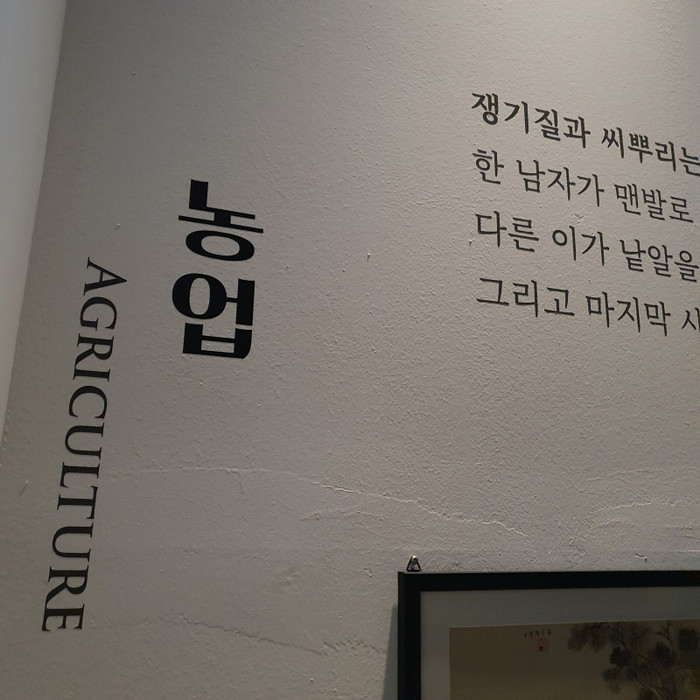 농업
AGRICULTURE
쟁기질과 씨뿌리는
한 남자가 맨발로
다른 이가 낱알을
그리고 마지막